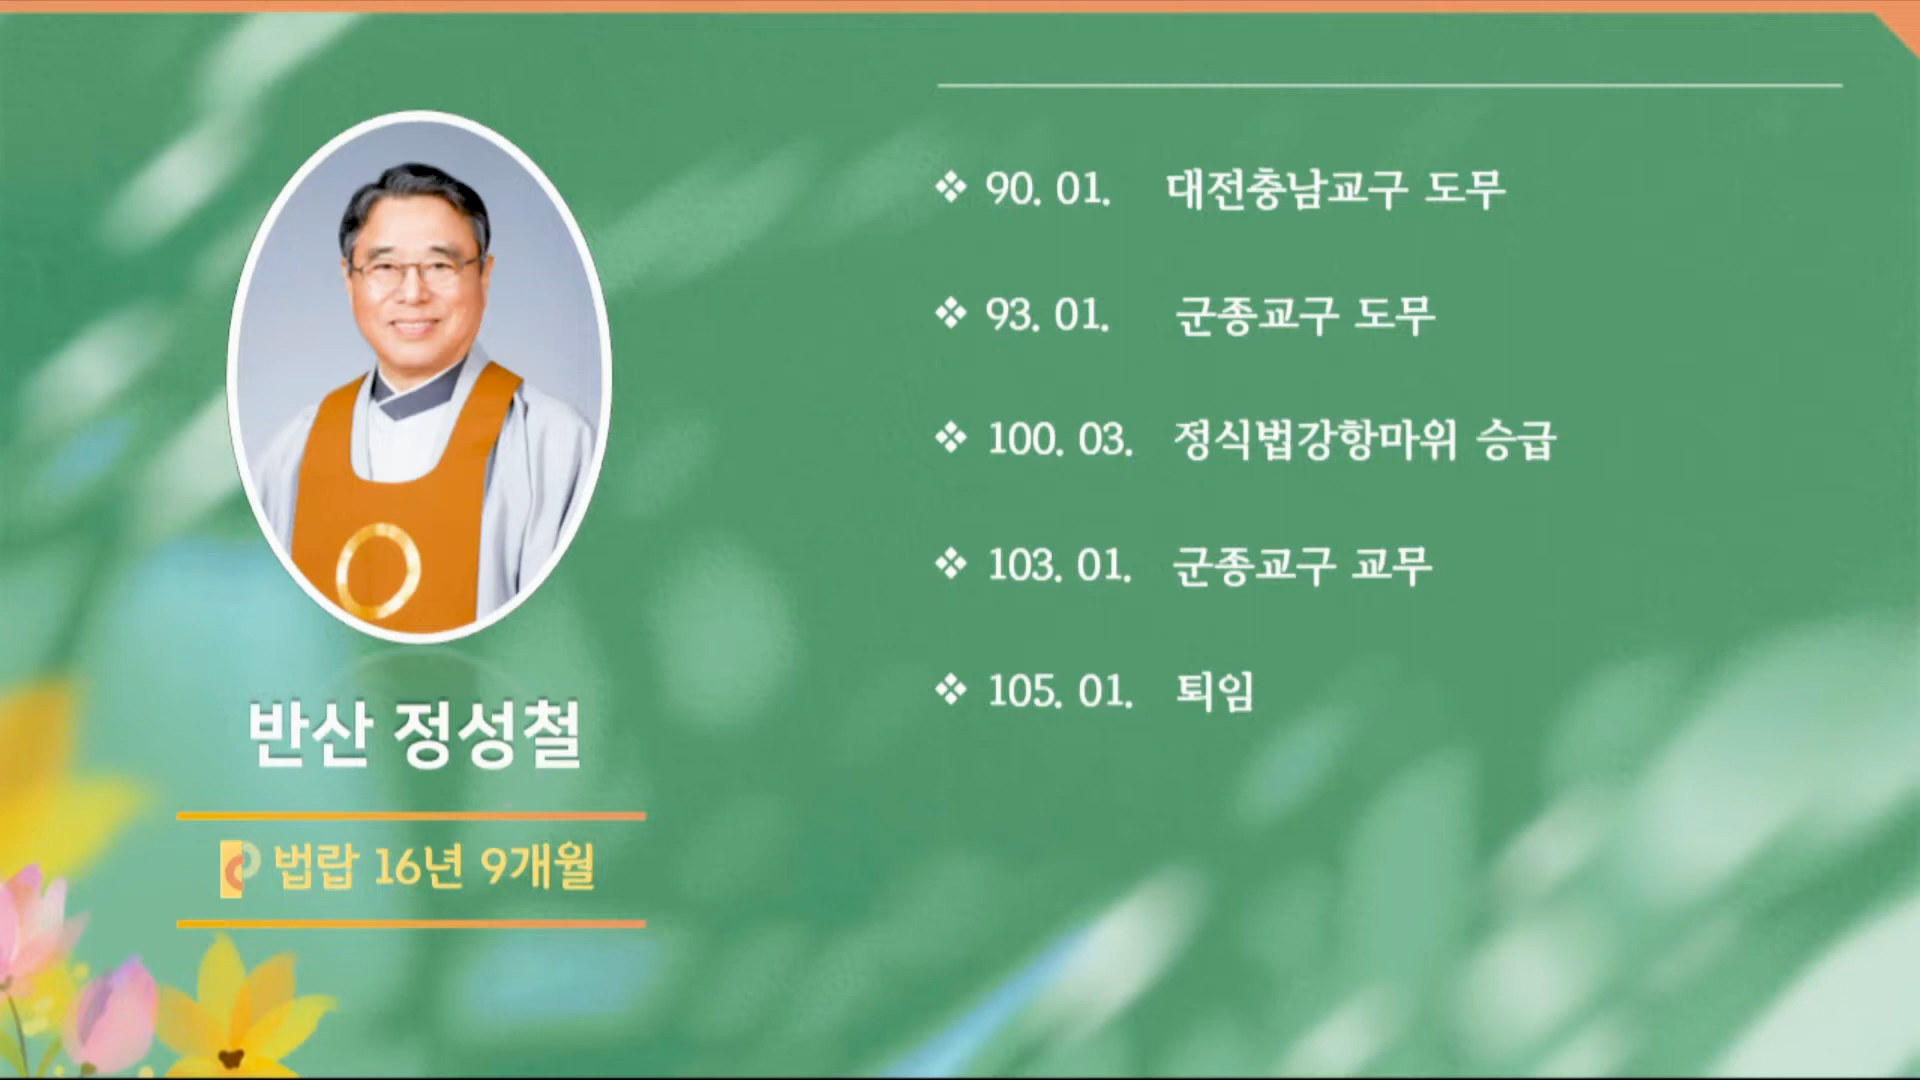 반산 정성철
법랍 16년 9개월
❖ 90. 01. 대전충남교구 도무
❖ 93. 01. 군종교구 도무
❖ 100. 03. 정식법강항마위 승급
❖ 103. 01. 군종교구 교무
❖ 105. 01. 퇴임